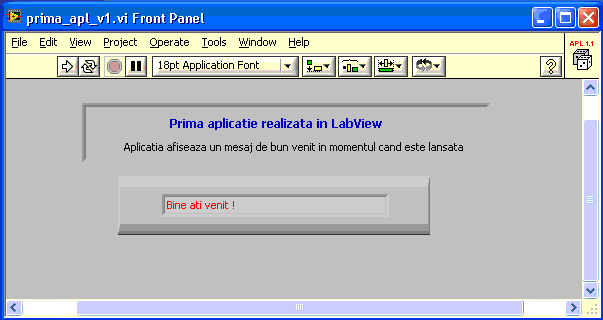 prima_apl_v1.vi Front Panel
File Edit View Project Operate Tools Window Help
18pt Application Font
?
APL 1.1
Prima aplicatie realizata in LabView
Aplicatia afiseaza un mesaj de bun venit in momentul cand este lansata
Bine ati venit !